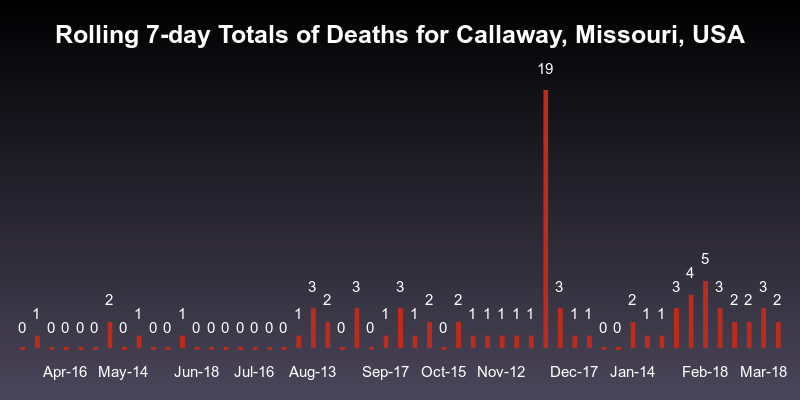 Rolling 7-day Totals of Deaths for Callaway, Missouri, USA
0 1 0 0 0 0 2 0 1 0 0 1 0 0 0 0 0 0 0 1 3 2 0 3 0 1 3 1 2 0 2 1 1 1 1 1 19 3 1 1 0 0 2 1 1 3 4 5 3 2 2 3 2
Apr-16 May-14 Jun-18 Jul-16 Aug-13 Sep-17 Oct-15 Nov-12 Dec-17 Jan-14 Feb-18 Mar-18